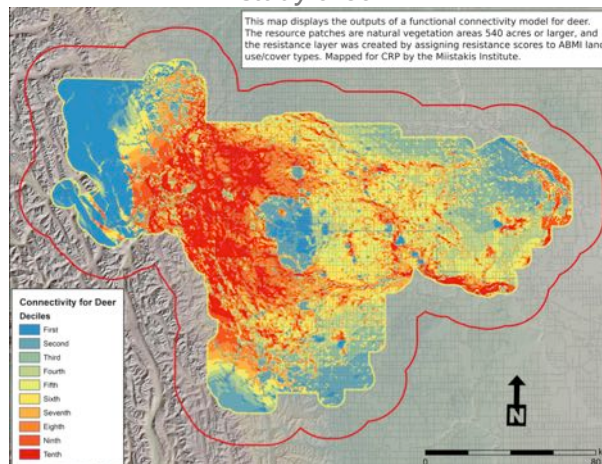 This map displays the outputs of a functional connectivity model for deer.
The resource patches are natural vegetation areas 540 acres or larger, and
the resistance layer was created by assigning resistance scores to ABMI land
use/cover types. Mapped for CRP by the Miistakis Institute.
Connectivity for Deer
Deciles
First
Second
Third
Fourth
Fifth
Sixth
Seventh
Eighth
Ninth
Tenth
N
0
80